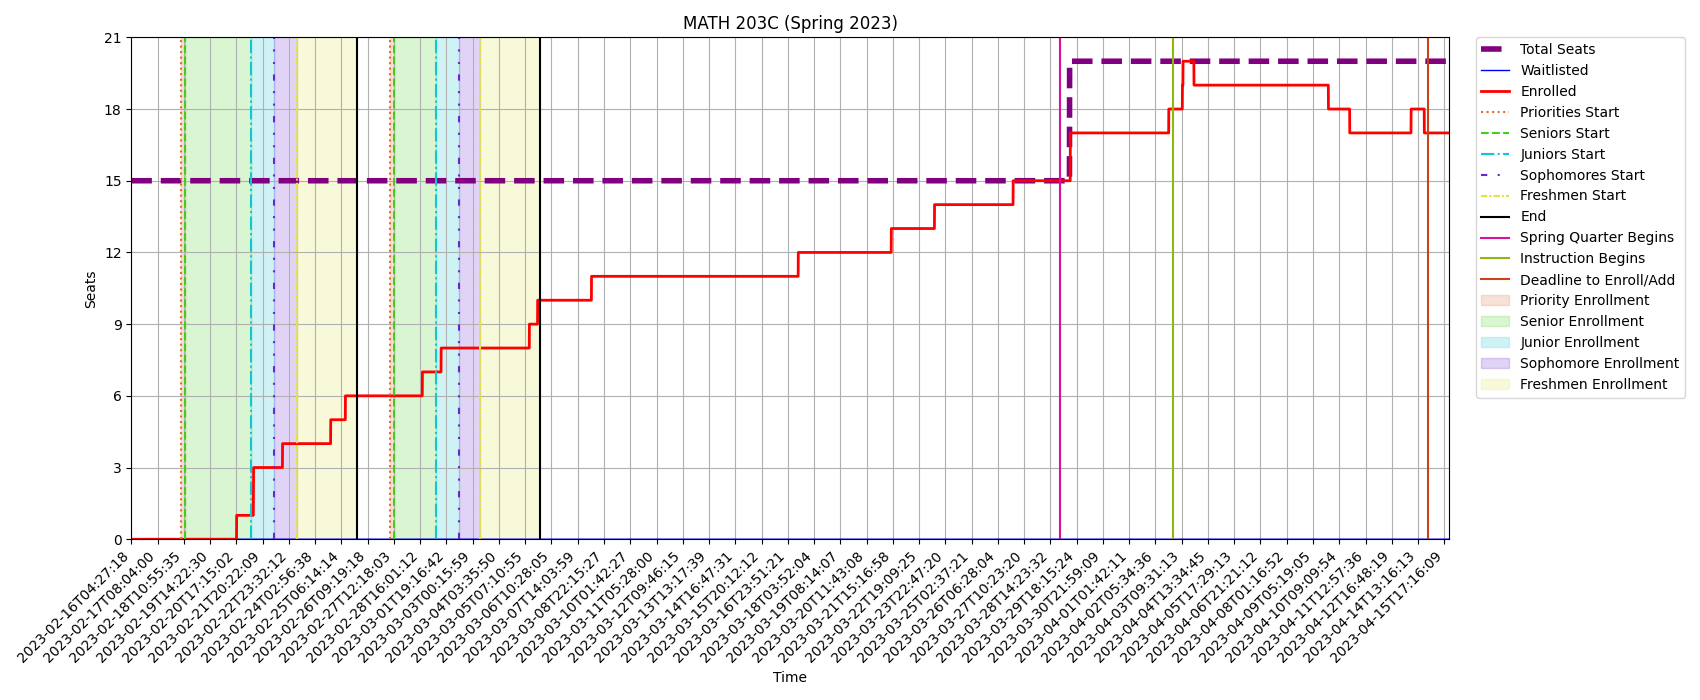 MATH 203C (Spring 2023)
Seats
21
18
15
12
9
6
3
0
2023-02-16T04:27:18
2023-02-17T08:04:00
2023-02-18T10:55:35
2023-02-19T14:22:30
2023-02-20T17:15:02
2023-02-21T20:22:09
2023-02-22T23:32:12
2023-02-24T02:56:38
2023-02-25T06:14:14
2023-02-26T09:19:18
2023-02-27T12:18:03
2023-02-28T16:01:12
2023-03-01T19:16:42
2023-03-03T00:15:59
2023-03-04T03:35:50
2023-03-05T07:10:55
2023-03-06T10:28:05
2023-03-07T14:03:59
2023-03-08T22:15:27
2023-03-10T01:42:27
2023-03-11T05:28:00
2023-03-12T09:46:15
2023-03-13T13:17:39
2023-03-14T16:47:31
2023-03-15T20:12:12
2023-03-16T23:51:21
2023-03-18T03:52:04
2023-03-19T08:14:07
2023-03-20T11:43:08
2023-03-21T15:16:58
2023-03-22T19:09:25
2023-03-23T22:47:20
2023-03-25T02:37:21
2023-03-26T06:28:04
2023-03-27T10:23:20
2023-03-28T14:23:32
2023-03-29T18:15:24
2023-03-30T21:59:09
2023-04-01T01:42:11
2023-04-02T05:34:36
2023-04-03T09:31:13
2023-04-04T13:34:45
2023-04-05T17:29:13
2023-04-06T21:21:12
2023-04-08T01:16:52
2023-04-09T05:19:05
2023-04-10T09:09:54
2023-04-11T12:57:36
2023-04-12T16:48:19
2023-04-14T13:16:13
2023-04-15T17:16:09
Time
Total Seats
Waitlisted
Enrolled
Priorities Start
Seniors Start
Juniors Start
Sophomores Start
Freshmen Start
End
Spring Quarter Begins
Instruction Begins
Deadline to Enroll/Add
Priority Enrollment
Senior Enrollment
Junior Enrollment
Sophomore Enrollment
Freshmen Enrollment